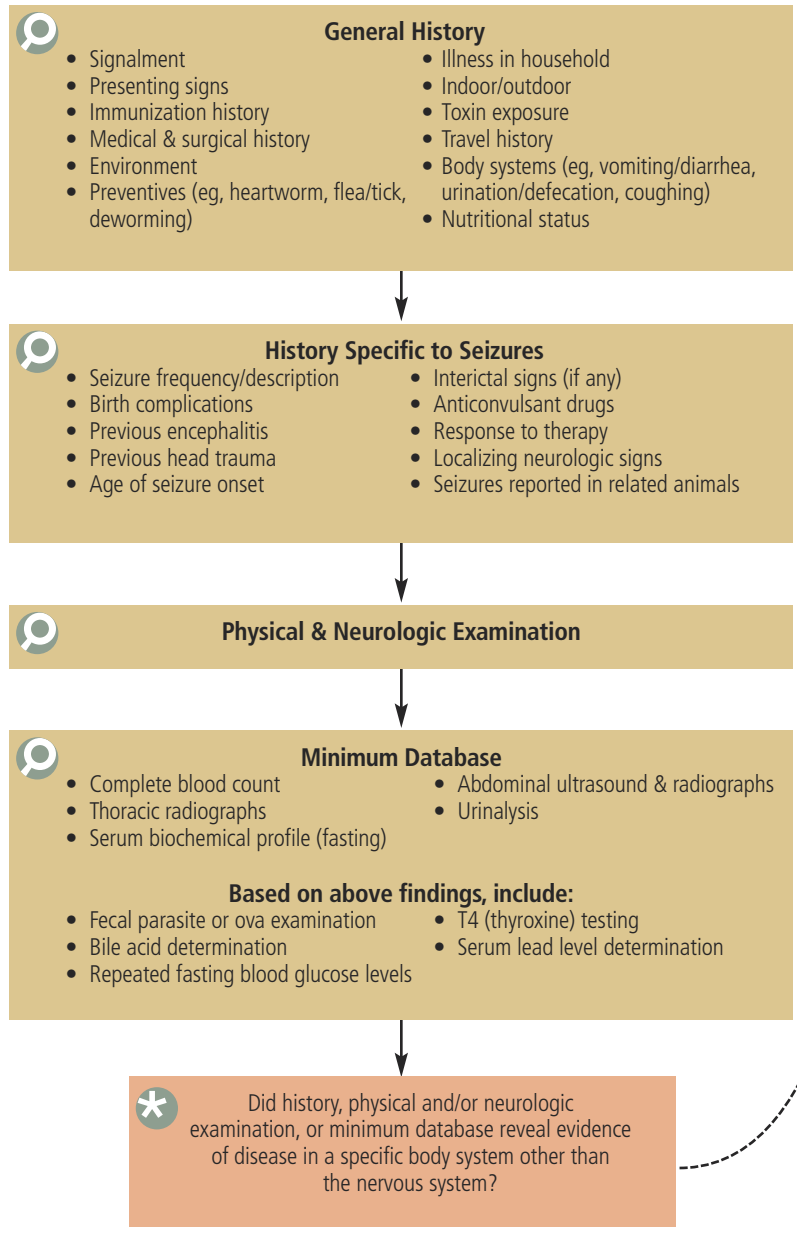 General History
• Signalment
• Presenting signs
• Immunization history
• Medical & surgical history
• Environment
• Preventives (eg, heartworm, flea/tick,
deworming)
• Illness in household
• Indoor/outdoor
• Toxin exposure
• Travel history
• Body systems (eg, vomiting/diarrhea,
urination/defecation, coughing)
• Nutritional status
History Specific to Seizures
• Seizure frequency/description
• Birth complications
• Previous encephalitis
• Previous head trauma
• Age of seizure onset
• Interictal signs (if any)
• Anticonvulsant drugs
• Response to therapy
• Localizing neurologic signs
• Seizures reported in related animals
Physical & Neurologic Examination
Minimum Database
• Complete blood count
• Thoracic radiographs
• Serum biochemical profile (fasting)
• Abdominal ultrasound & radiographs
• Urinalysis
Based on above findings, include:
• Fecal parasite or ova examination
• Bile acid determination
• Repeated fasting blood glucose levels
• T4 (thyroxine) testing
• Serum lead level determination
*
Did history, physical and/or neurologic
examination, or minimum database reveal evidence
of disease in a specific body system other than
the nervous system?